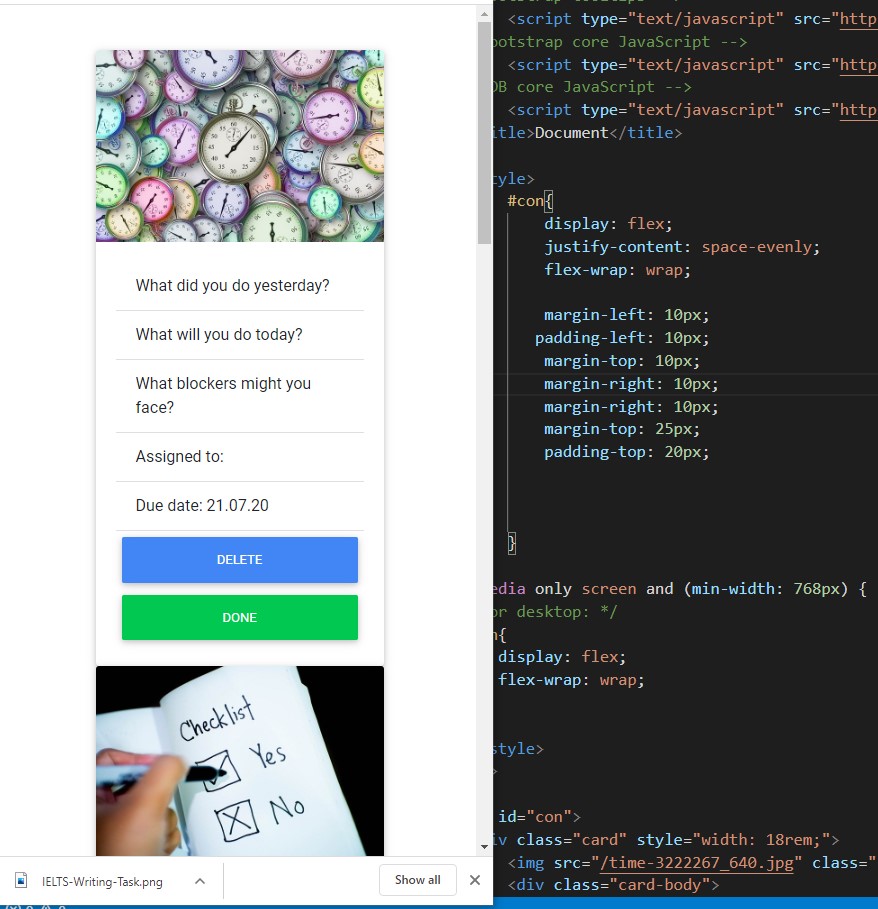 What did you do yesterday?
What will you do today?
What blockers might you
face?
Assigned to:
Due date: 21.07.20
DELETE
DONE
Checklist
Yes
No
IELTS-Writing-Task.png
Show all
<script type="text/javascript" src="http
ootstrap core JavaScript -->
<script type="text/javascript" src="http
DB core JavaScript -->
<script type="text/javascript" src="http
itle>Document</title>
tyle>
#con{
display: flex;
justify-content: space-evenly;
flex-wrap: wrap;
margin-left: 10px;
padding-left: 10px;
margin-top: 10px;
margin-right: 10px;
margin-right: 10px;
margin-top: 25px;
padding-top: 20px;
}
edia only screen and (min-width: 768px) {
or desktop: */
n{
display: flex;
flex-wrap: wrap;
style>
>
id="con">
iv class="card" style="width: 18rem;">
<img src="/time-3222267_640.jpg" class="
<div class="card-body">